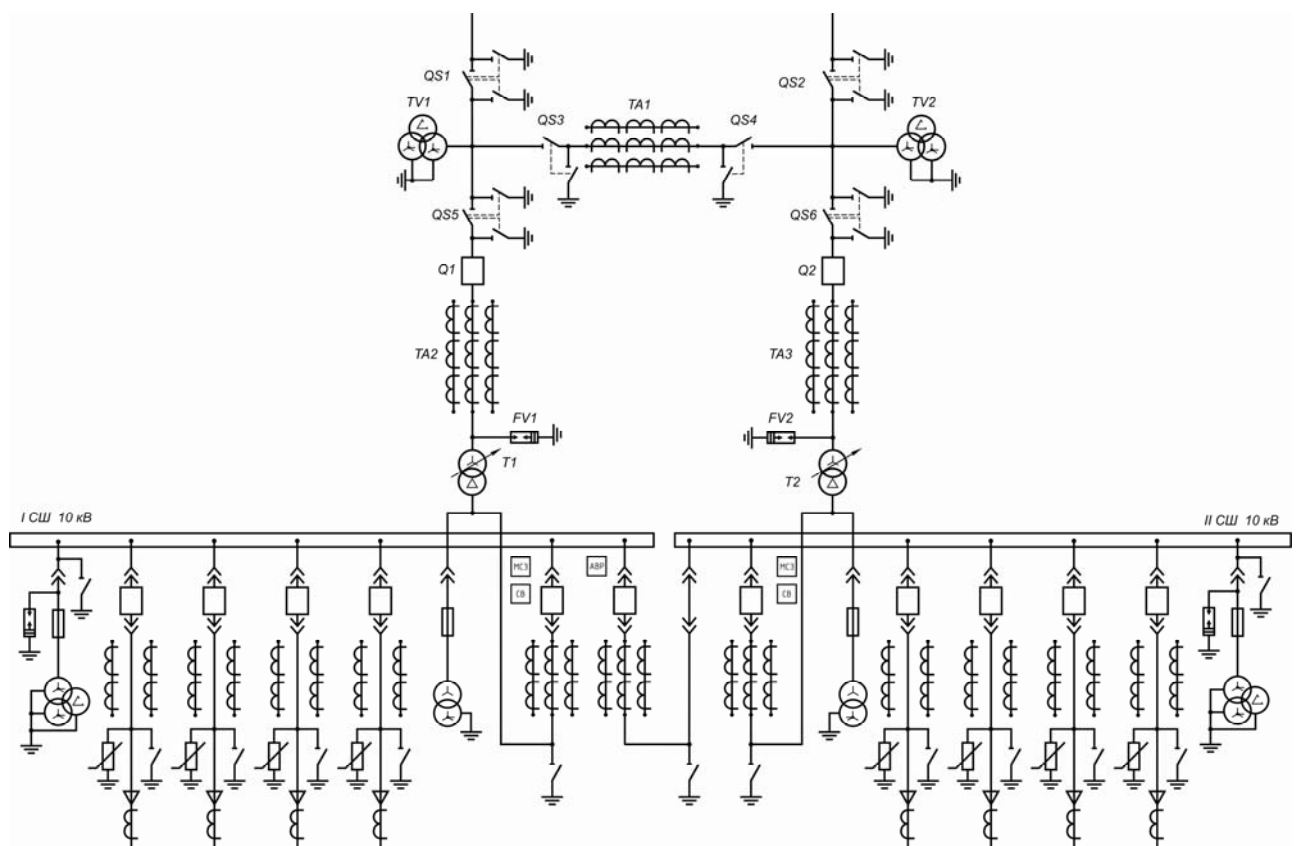 QS1
QS2
TV1
TA1
TV2
QS3
QS4
QS5
QS6
Q1
Q2
TA2
TA3
FV1
FV2
T1
T2
I СШ 10 кВ
II СШ 10 кВ
МСЗ
АВР
МСЗ
СВ
СВ